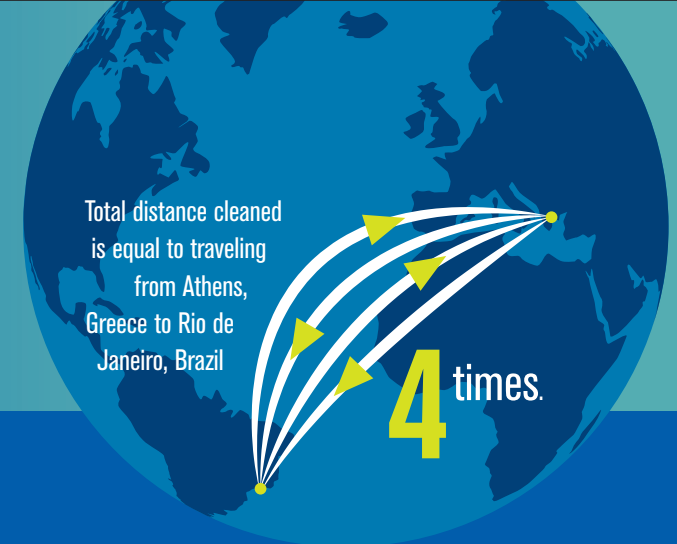 Total distance cleaned
is equal to traveling
from Athens,
Greece to Rio de
Janeiro, Brazil
4 times.